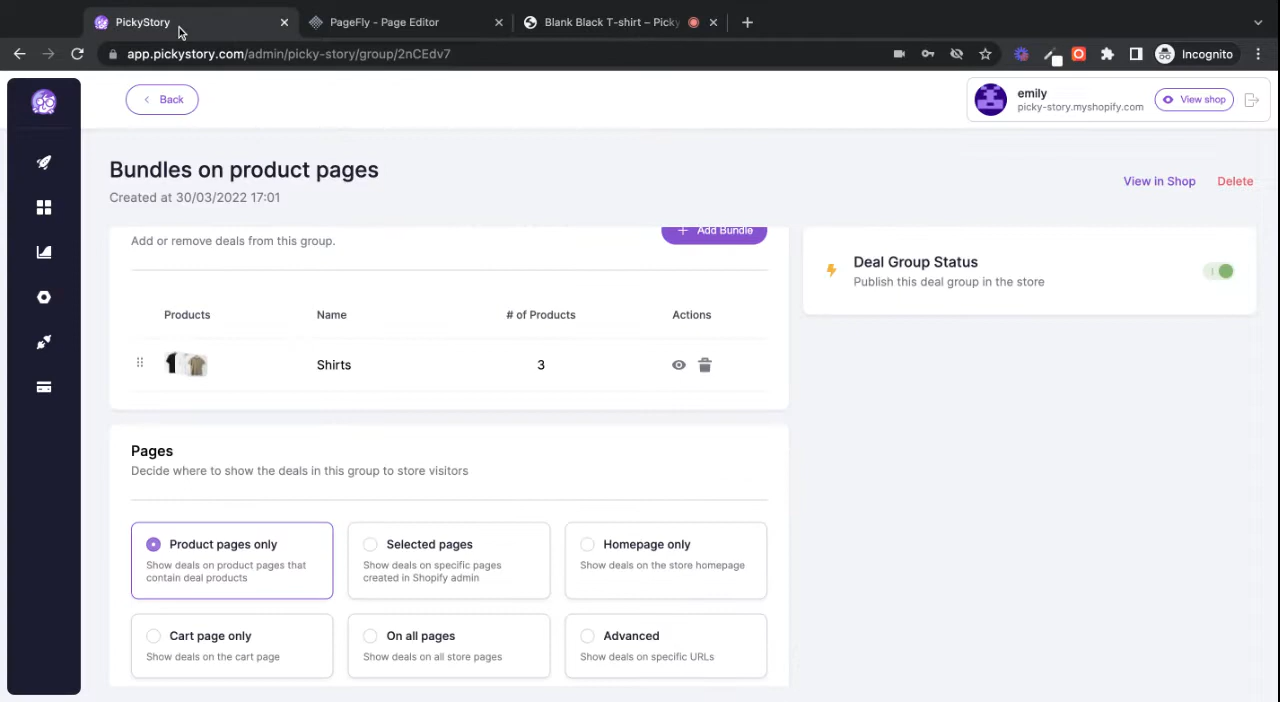 PickyStory
PageFly - Page Editor
Blank Black T-shirt – Picky
app.pickystory.com/admin/picky-story/group/2nCEdv7
Incognito
Back
emily
picky-story.myshopify.com
View shop
Bundles on product pages
Created at 30/03/2022 17:01
View in Shop
Delete
Add or remove deals from this group.
+ Add Bundle
Products
Name
# of Products
Actions
Shirts
3
Deal Group Status
Publish this deal group in the store
Pages
Decide where to show the deals in this group to store visitors
Product pages only
Show deals on product pages that
contain deal products
Selected pages
Show deals on specific pages
created in Shopify admin
Homepage only
Show deals on the store homepage
Cart page only
Show deals on the cart page
On all pages
Show deals on all store pages
Advanced
Show deals on specific URLs